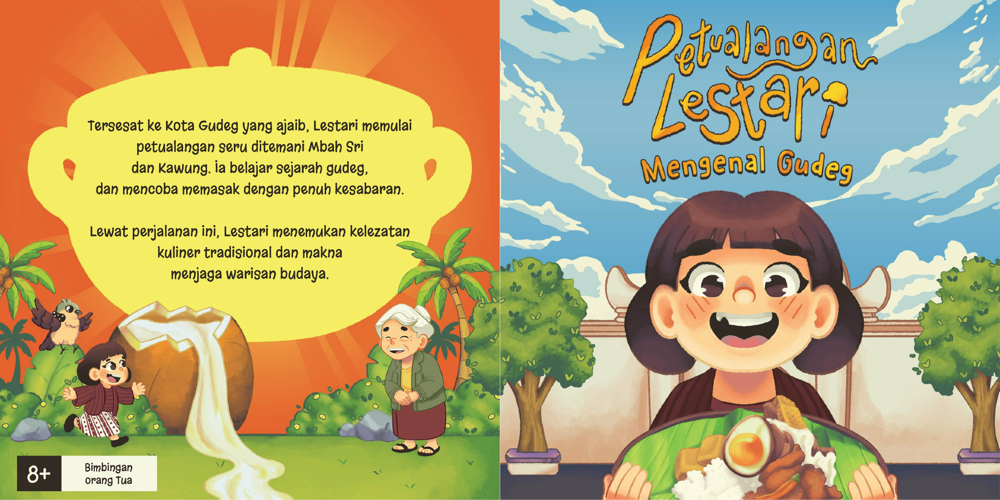 Tersesat ke Kota Gudeg yang ajaib, Lestari memulai
petualangan seru ditemani Mbah Sri
dan Kawung. Ia belajar sejarah gudeg,
dan mencoba memasak dengan penuh kesabaran.
Lewat perjalanan ini, Lestari menemukan kelezatan
kuliner tradisional dan makna
menjaga warisan budaya.
8+
Bimbingan
orang Tua
Petualangan
Lestari
Mengenal Gudeg